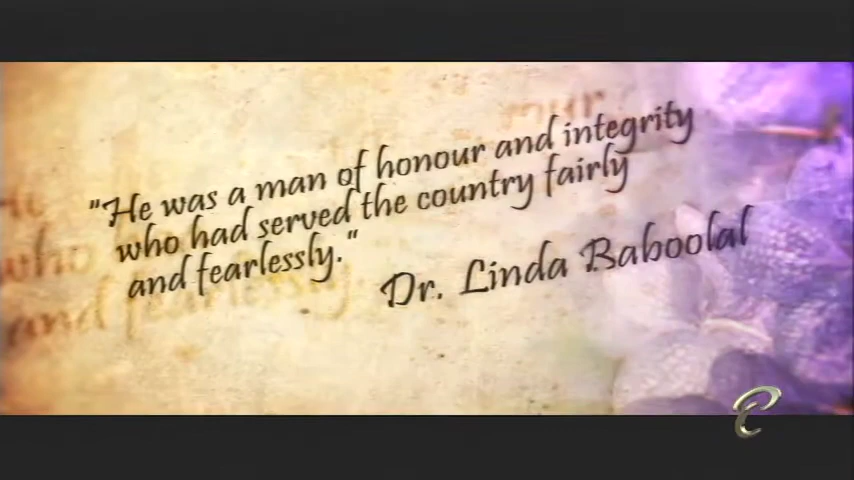 "He was a man of honour and integrity
who had served the country fairly
and fearlessly."
Dr. Linda Baboolal